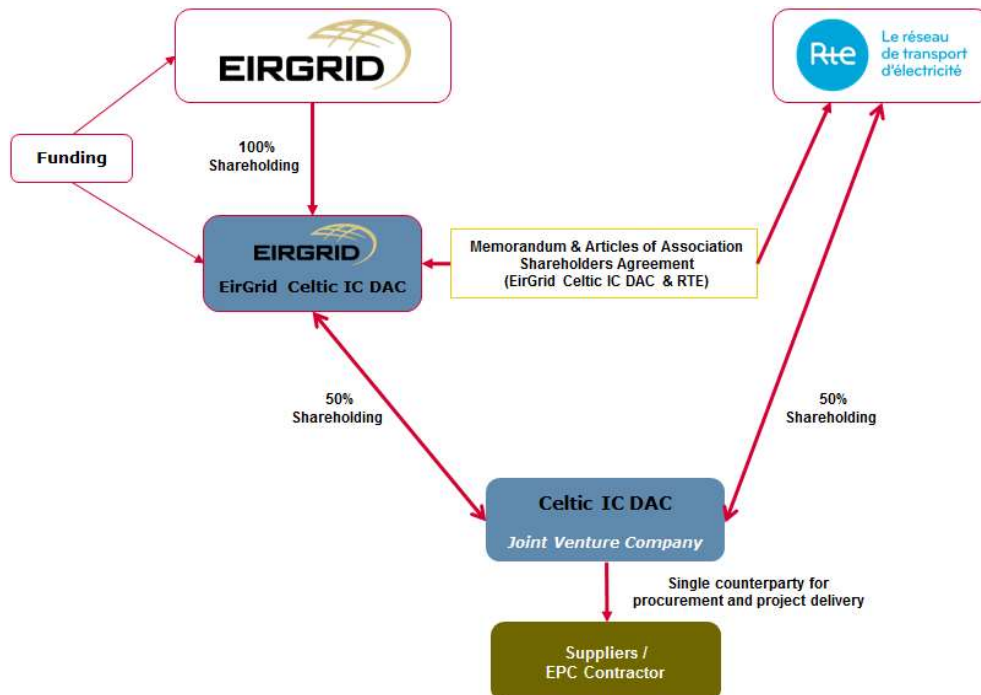 EIRGRID
Rte
Le réseau
de transport
d'électricité
Funding
100%
Shareholding
EIRGRID
EirGrid Celtic IC DAC
Memorandum & Articles of Association
Shareholders Agreement
(EirGrid Celtic IC DAC & RTE)
50%
Shareholding
50%
Shareholding
Celtic IC DAC
Joint Venture Company
Single counterparty for
procurement and project delivery
Suppliers /
EPC Contractor